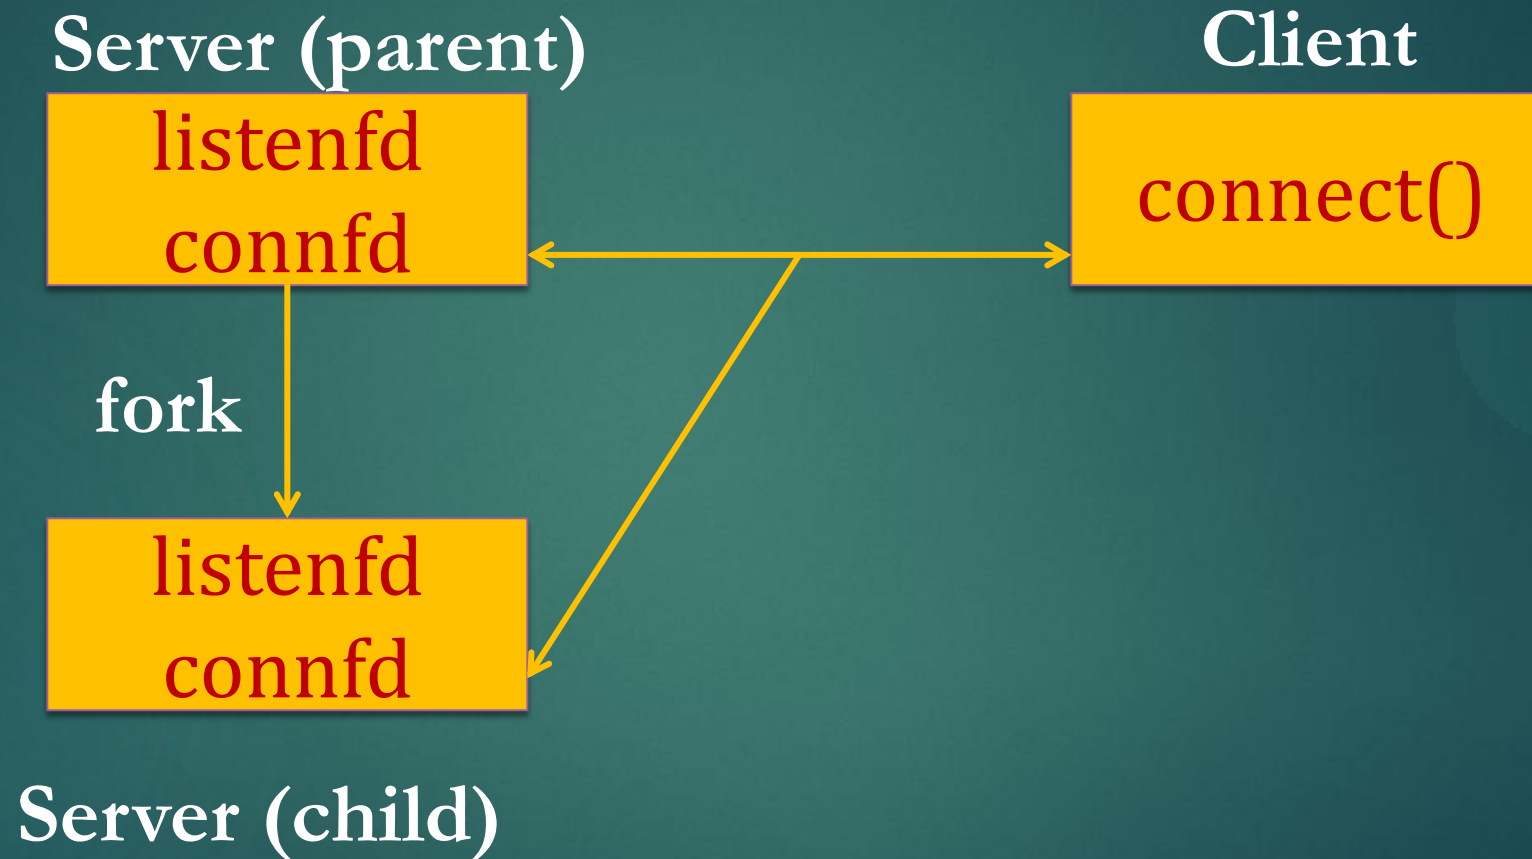 Server (parent)
Client
listenfd
connfd
connect()
fork
listenfd
connfd
Server (child)